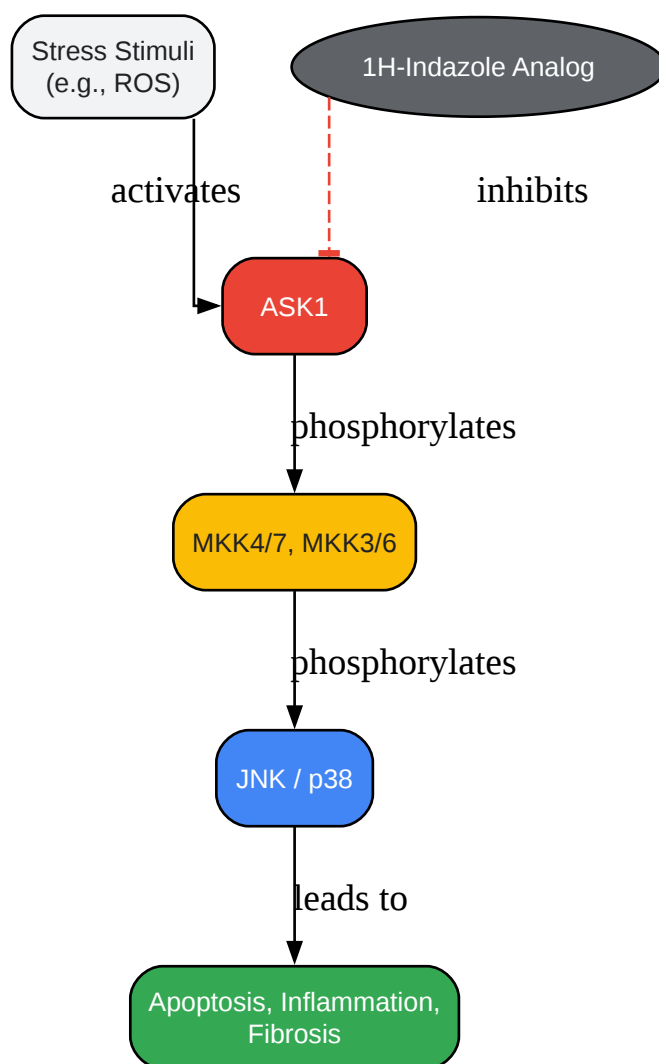 Stress Stimuli
(e.g., ROS)
1H-Indazole Analog
activates
inhibits
ASK1
phosphorylates
MKK4/7, MKK3/6
phosphorylates
JNK / p38
leads to
Apoptosis, Inflammation,
Fibrosis